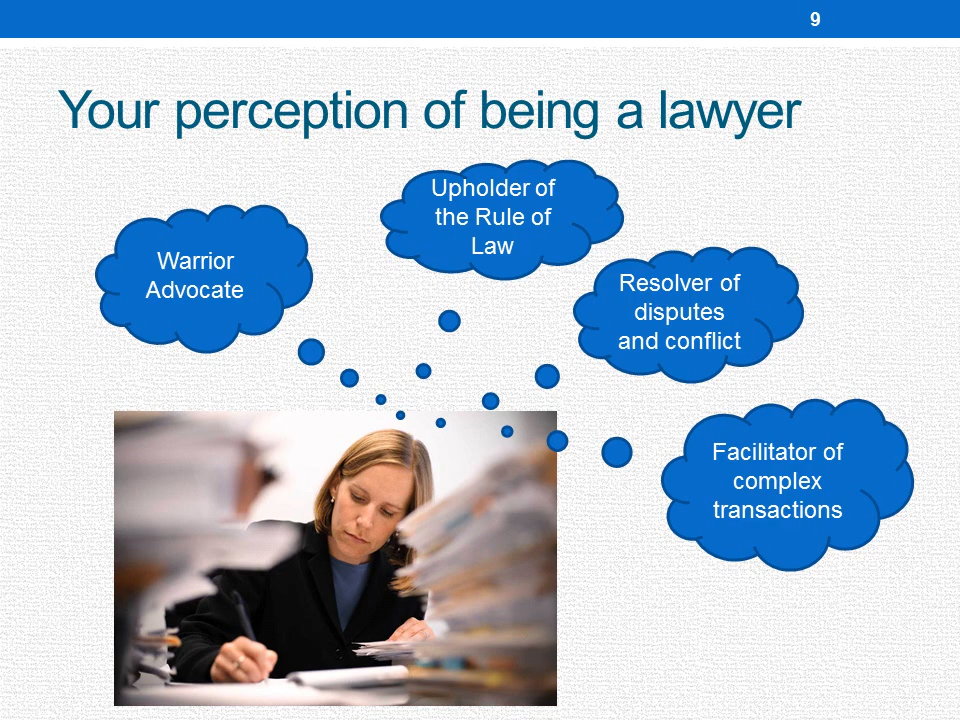 9
Your perception of being a lawyer
Upholder of
the Rule of
Law
Warrior
Advocate
Resolver of
disputes
and conflict
Facilitator of
complex
transactions